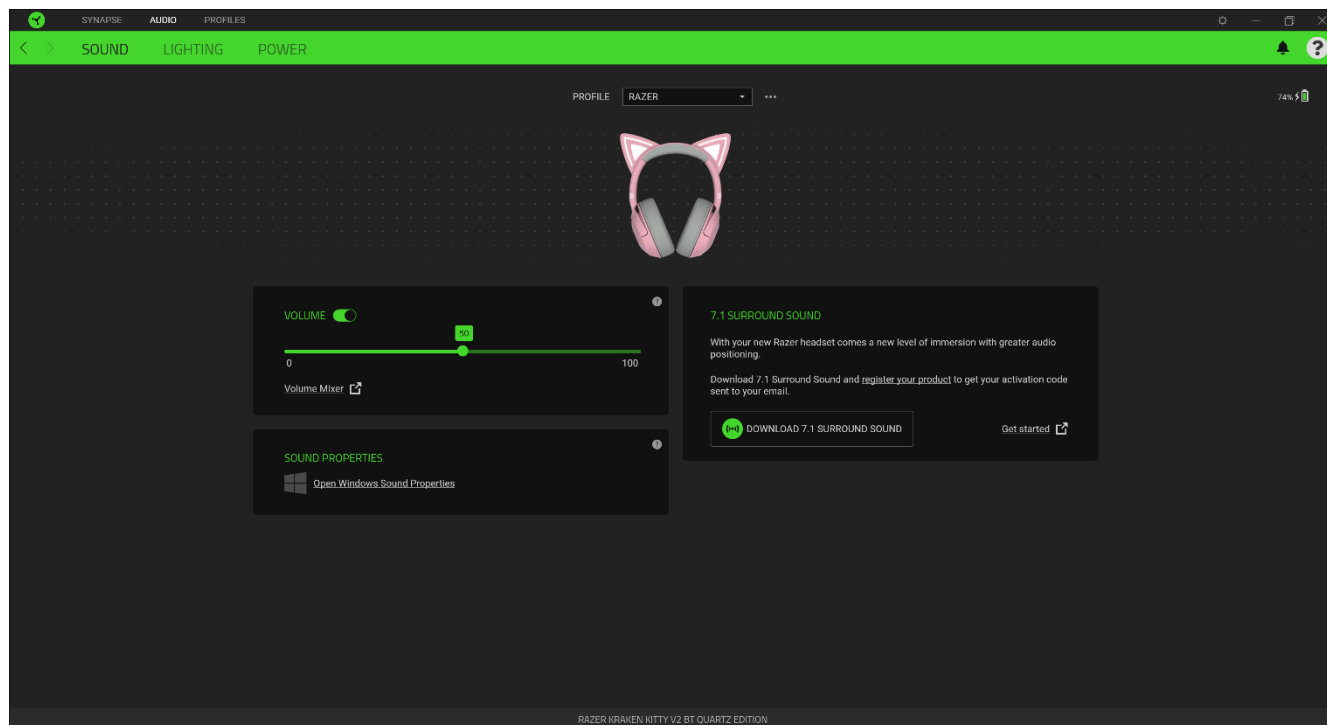 SYNAPSE AUDIO PROFILES
SOUND LIGHTING POWER
?
PROFILE RAZER ...
74%
VOLUME
?
50
0 100
Volume Mixer
SOUND PROPERTIES
?
Open Windows Sound Properties
7.1 SURROUND SOUND
With your new Razer headset comes a new level of immersion with greater audio
positioning.
Download 7.1 Surround Sound and register your product to get your activation code
sent to your email.
DOWNLOAD 7.1 SURROUND SOUND
Get started
RAZER KRAKEN KITTY V2 BT QUARTZ EDITION